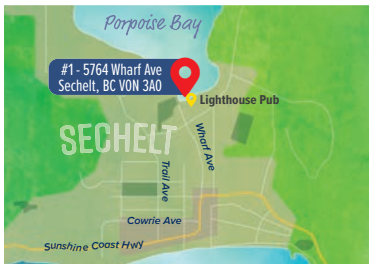 Porpoise Bay
#1 - 5764 Wharf Ave
Sechelt, BC V0N 3A0
Lighthouse Pub
SECHELT
Wharf Ave
Trail Ave
Cowrie Ave
Sunshine Coast Hwy